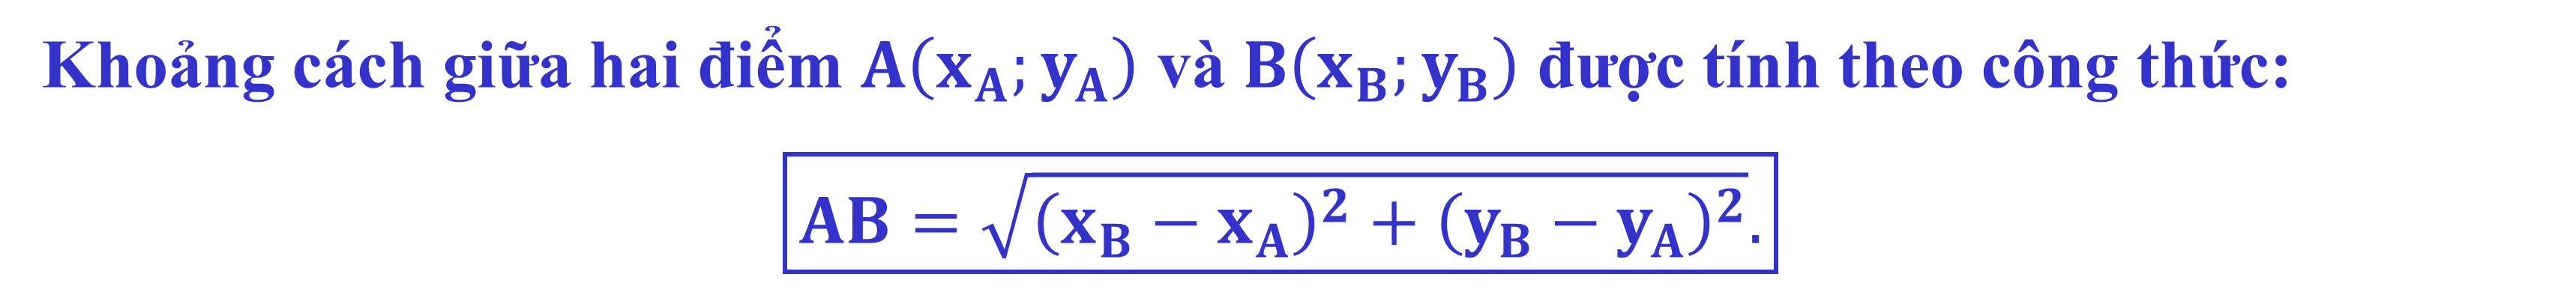 Khoảng cách giữa hai điểm A(x_A; y_A) và B(x_B; y_B) được tính theo công thức:
AB = √((x_B − x_A)² + (y_B − y_A)²).